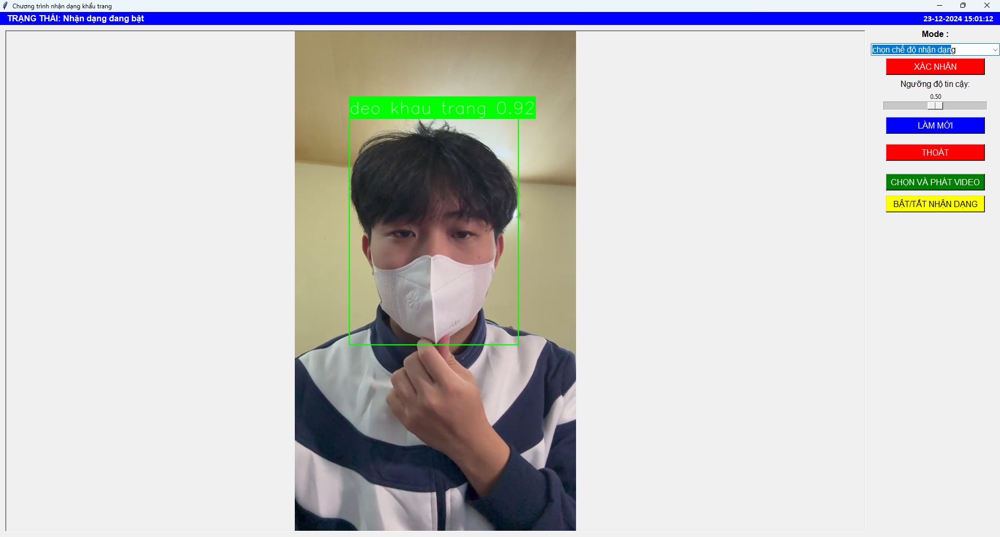 Chương trình nhận dạng khẩu trang
TRẠNG THÁI: Nhận dạng đang bật
23-12-2024 15:01:12
Mode :
chọn chế độ nhận dạng
XÁC NHẬN
Ngưỡng độ tin cậy:
0.50
LÀM MỚI
THOÁT
CHỌN VÀ PHÁT VIDEO
BẬT/TẮT NHẬN DẠNG
deo khau trang 0.92
AM